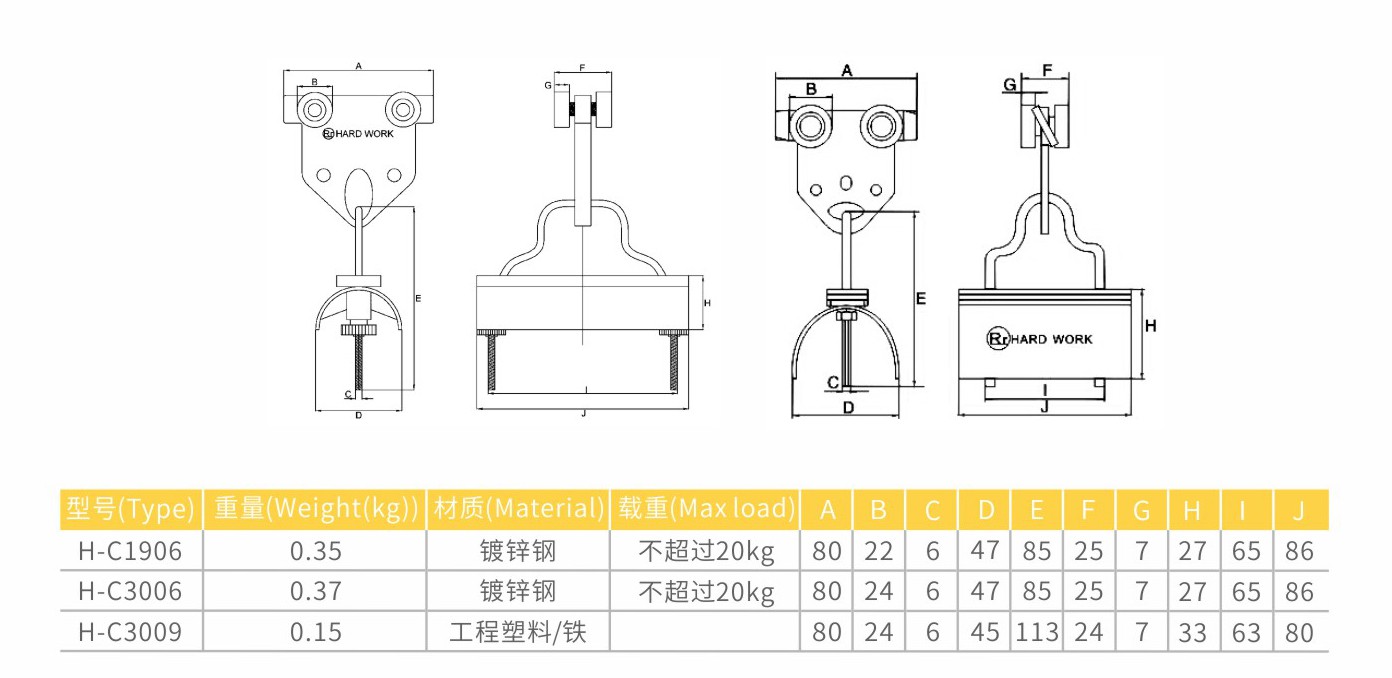 A
B
Rr HARD WORK
E
C
D
F
G
H
I
J
A
B
O
E
C
D
F
G
Rr HARD WORK
H
I
J
型号(Type) 重量(Weight(kg)) 材质(Material) 载重(Max load) A B C D E F G H I J
H-C1906 0.35 镀锌钢 不超过20kg 80 22 6 47 85 25 7 27 65 86
H-C3006 0.37 镀锌钢 不超过20kg 80 24 6 47 85 25 7 27 65 86
H-C3009 0.15 工程塑料/铁 80 24 6 45 113 24 7 33 63 80